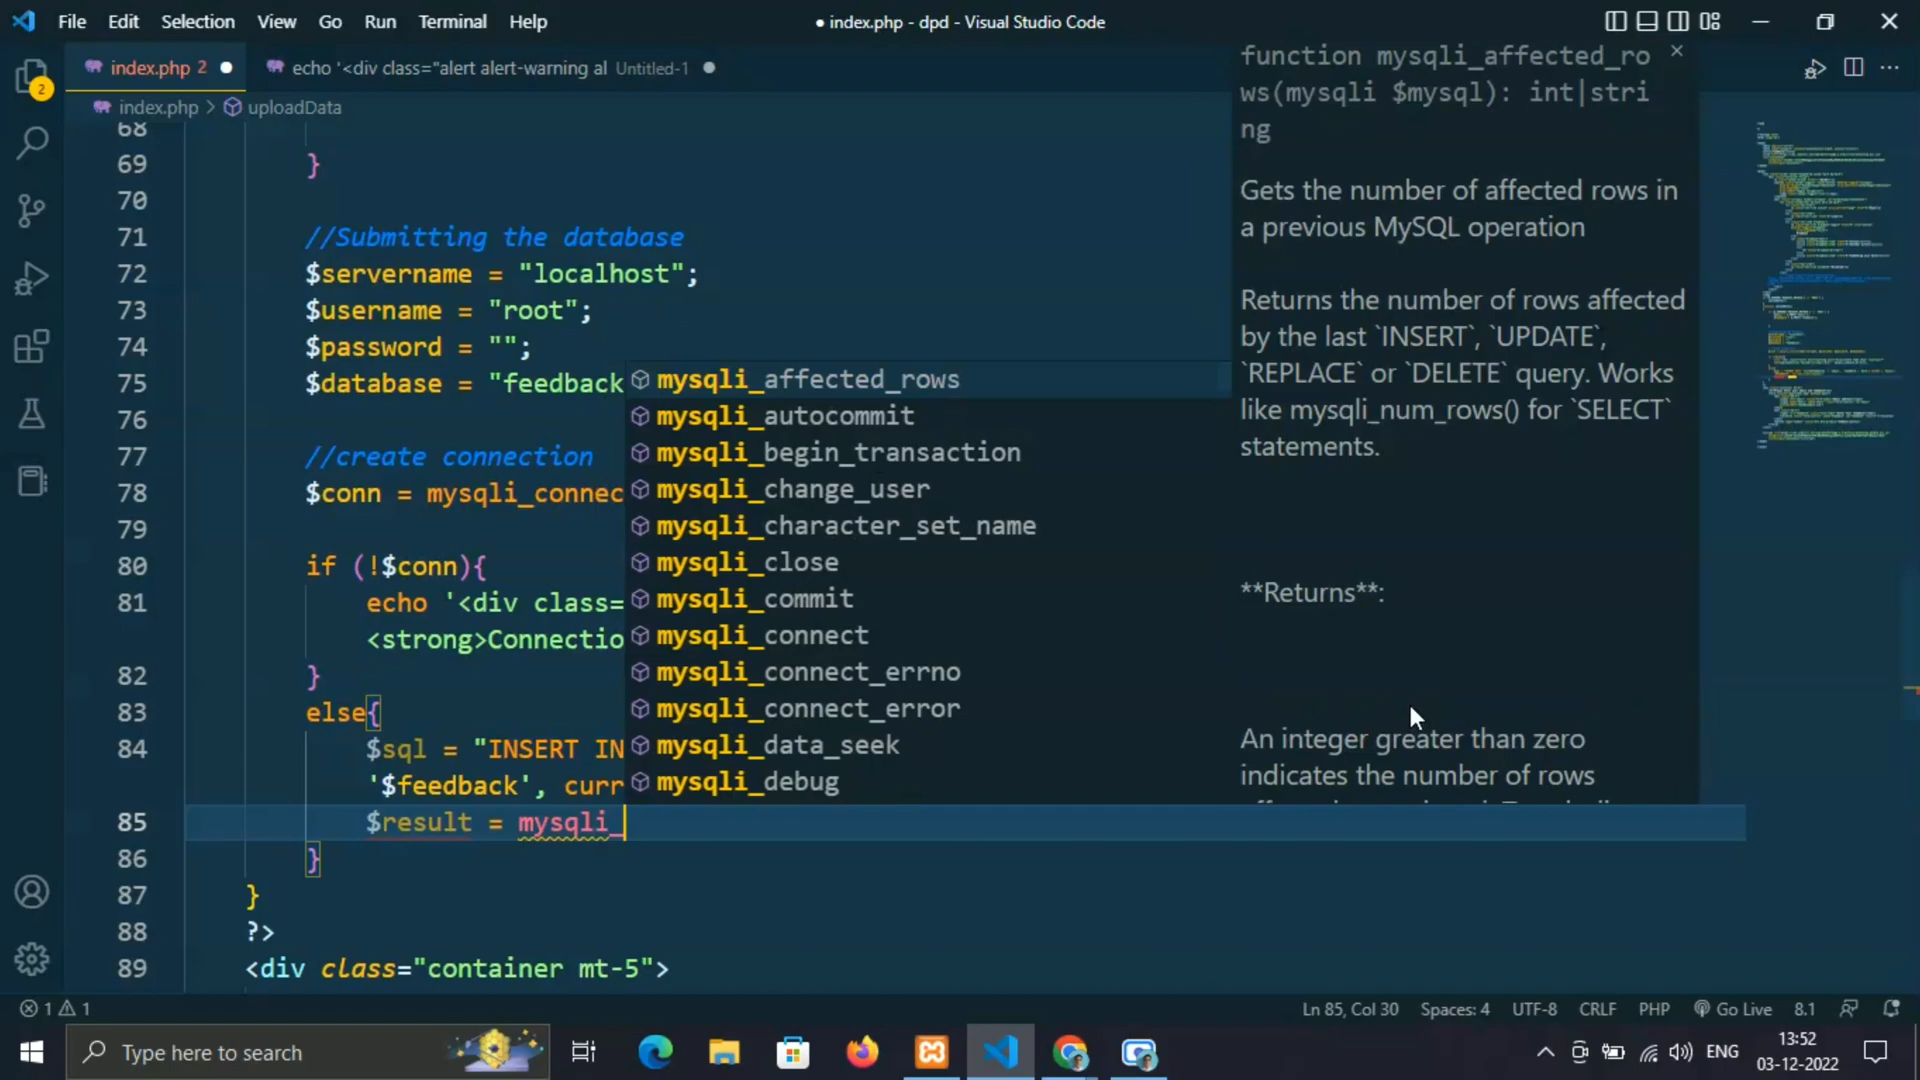 File Edit Selection View Go Run Terminal Help
● index.php - dpd - Visual Studio Code
index.php 2
echo '<div class="alert alert-warning al Untitled-1
2
index.php > uploadData
68
69 }
70
71 //Submitting the database
72 $servername = "localhost";
73 $username = "root";
74 $password = "";
75 $database = "feedback
76
77 //create connection
78 $conn = mysqli_connec
79
80 if (!$conn){
81 echo '<div class=
<strong>Connectio
82 }
83 else{
84 $sql = "INSERT IN
'$feedback', curr
85 $result = mysqli_
86 }
87 }
88 ?>
89 <div class="container mt-5">
mysqli_affected_rows
mysqli_autocommit
mysqli_begin_transaction
mysqli_change_user
mysqli_character_set_name
mysqli_close
mysqli_commit
mysqli_connect
mysqli_connect_errno
mysqli_connect_error
mysqli_data_seek
mysqli_debug
function mysqli_affected_ro
ws(mysqli $mysql): int|stri
ng
Gets the number of affected rows in
a previous MySQL operation
Returns the number of rows affected
by the last `INSERT`, `UPDATE`,
`REPLACE` or `DELETE` query. Works
like mysqli_num_rows() for `SELECT`
statements.
**Returns**:
An integer greater than zero
indicates the number of rows
1 1
Ln 85, Col 30 Spaces: 4 UTF-8 CRLF PHP Go Live 8.1
Type here to search
ENG
13:52
03-12-2022